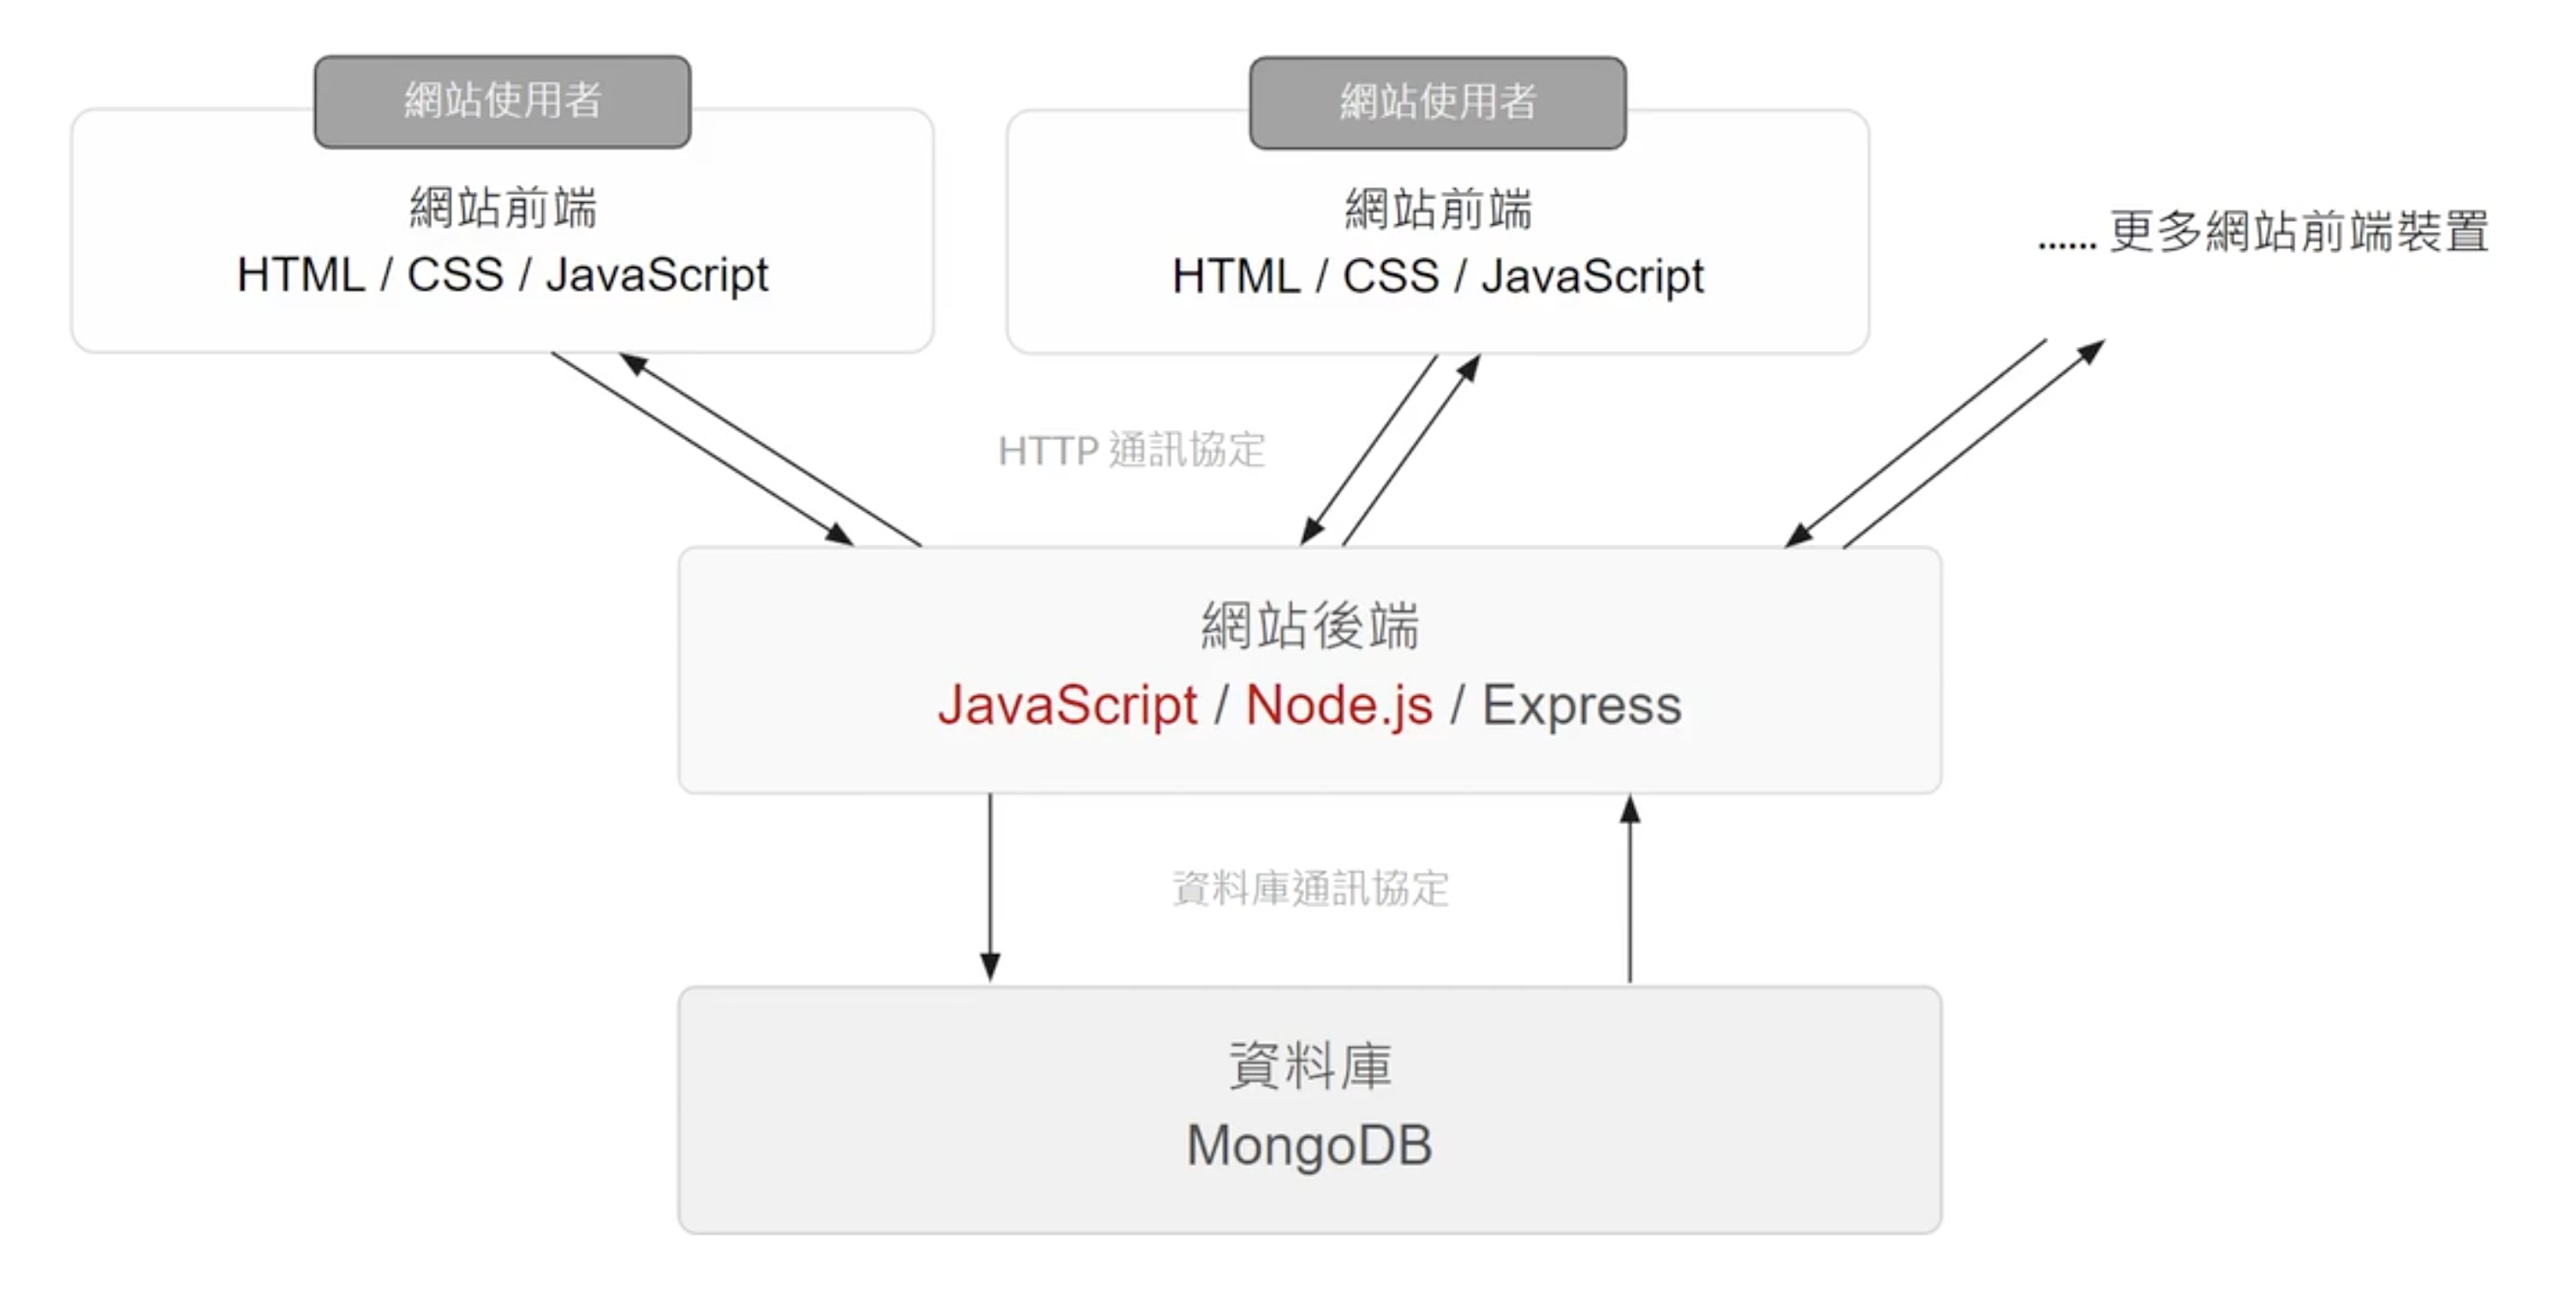 網站使用者
網站前端
HTML / CSS / JavaScript
網站使用者
網站前端
HTML / CSS / JavaScript
...... 更多網站前端裝置
HTTP 通訊協定
網站後端
JavaScript / Node.js / Express
資料庫通訊協定
資料庫
MongoDB